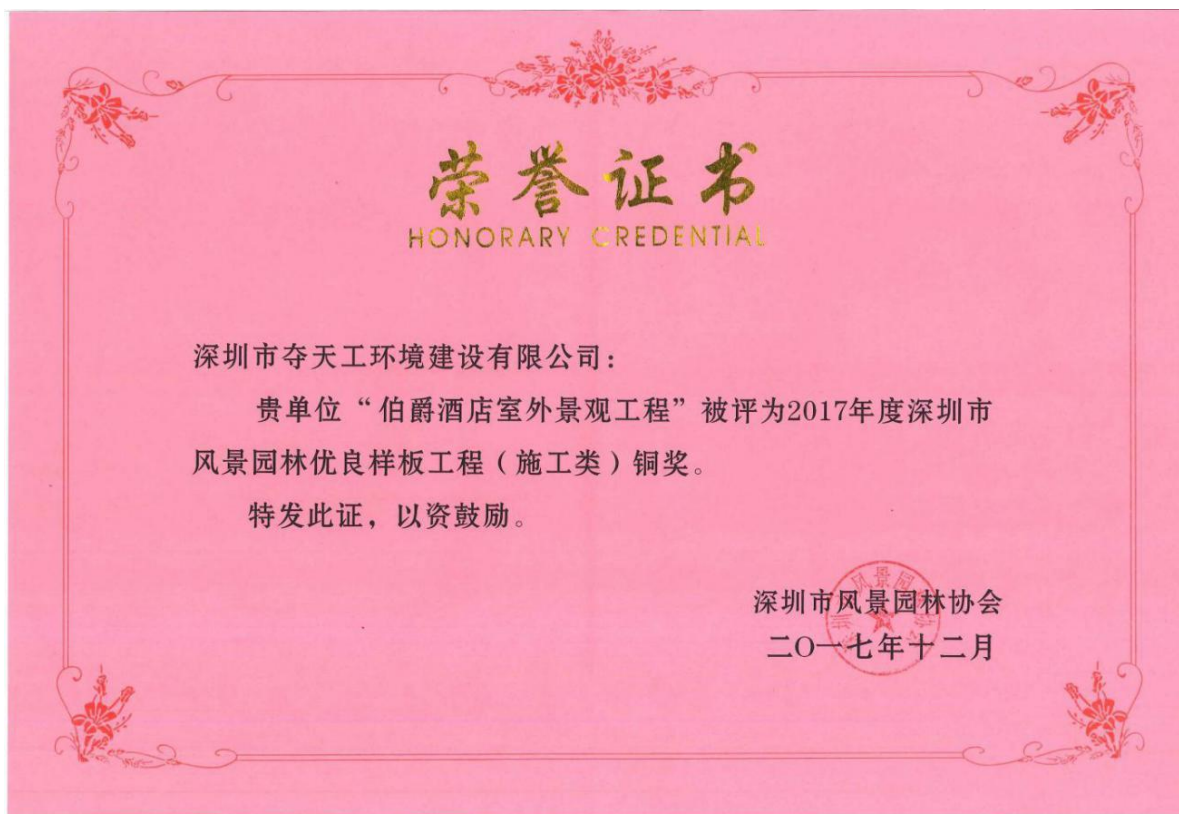 荣誉证书
HONORARY CREDENTIAL
深圳市夺天工环境建设有限公司：
贵单位“伯爵酒店室外景观工程”被评为2017年度深圳市
风景园林优良样板工程（施工类）铜奖。
特发此证，以资鼓励。
深圳市风景园林协会
二O一七年十二月